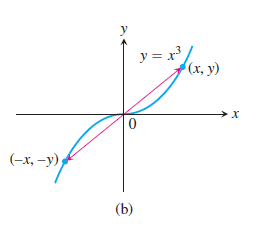 y
y = x³
(x, y)
x
0
(–x, –y)
(b)